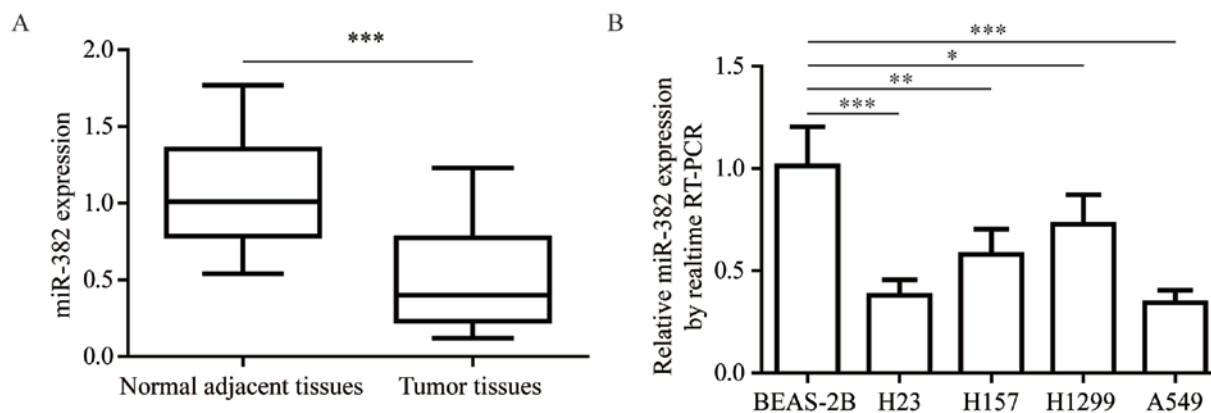 A
miR-382 expression
2.0
1.5
1.0
0.5
0.0
***
Normal adjacent tissues
Tumor tissues
B
Relative miR-382 expression
by realtime RT-PCR
1.5
1.0
0.5
0.0
***
*
**
***
BEAS-2B
H23
H157
H1299
A549